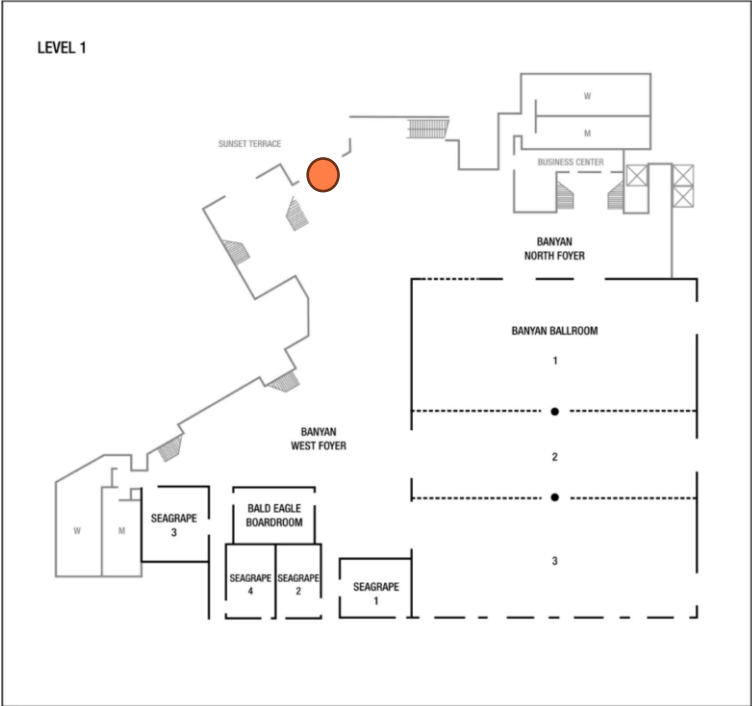 LEVEL 1
W
M
SUNSET TERRACE
BUSINESS CENTER
BANYAN
NORTH FOYER
BANYAN BALLROOM
1
BANYAN
WEST FOYER
2
BALD EAGLE
BOARDROOM
SEAGRAPE
3
W
M
3
SEAGRAPE
4
SEAGRAPE
2
SEAGRAPE
1